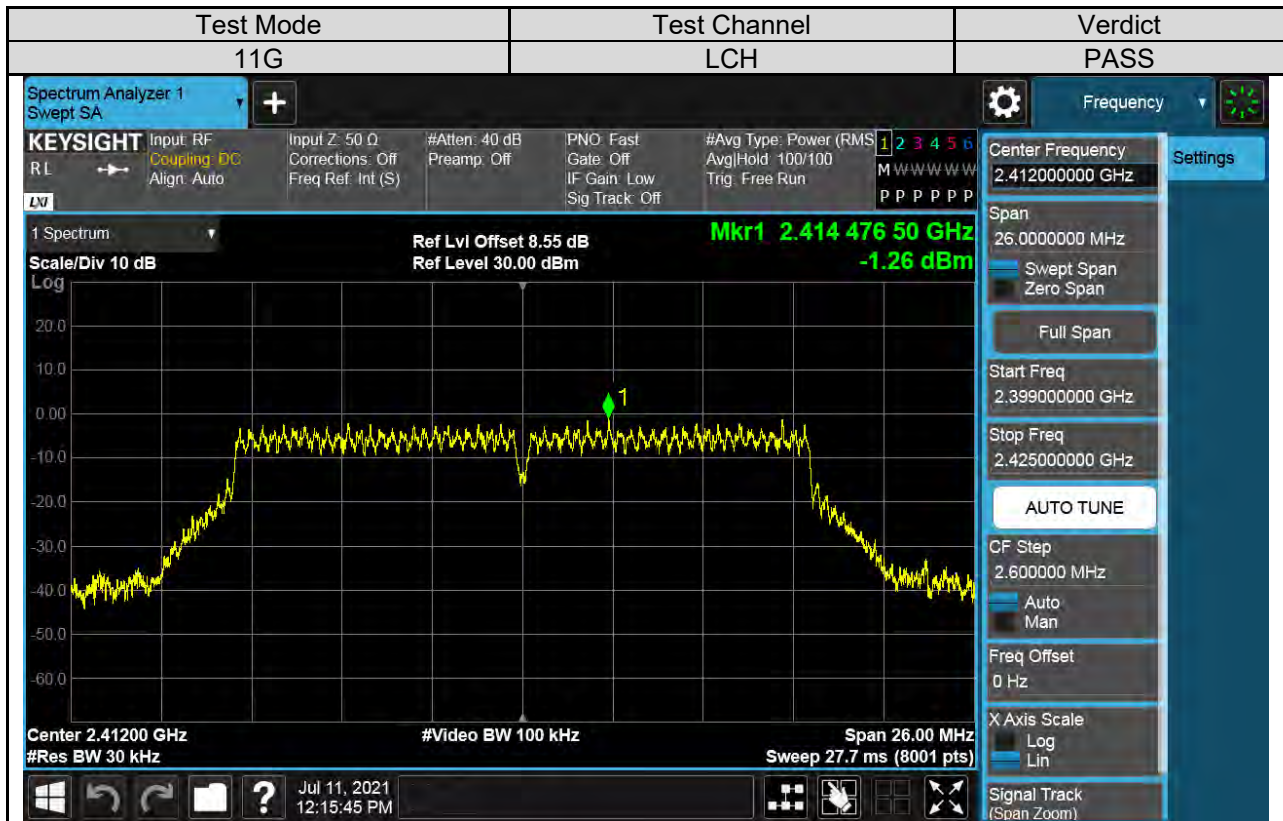 Test Mode Test Channel Verdict
11G LCH PASS
Spectrum Analyzer 1
Swept SA
+
Frequency
KEYSIGHT
RL
LXI
Input: RF
Coupling: DC
Align: Auto
Input Z: 50 Ω
Corrections: Off
Freq Ref: Int (S)
#Atten: 40 dB
Preamp: Off
PNO: Fast
Gate: Off
IF Gain: Low
Sig Track: Off
#Avg Type: Power (RMS
Avg|Hold: 100/100
Trig: Free Run
1 2 3 4 5 6
M W W W W W
P P P P P P
1 Spectrum
Scale/Div 10 dB
Log
Ref Lvl Offset 8.55 dB
Ref Level 30.00 dBm
Mkr1 2.414 476 50 GHz
-1.26 dBm
20.0
10.0
0.00
-10.0
-20.0
-30.0
-40.0
-50.0
-60.0
1
Center 2.41200 GHz
#Res BW 30 kHz
#Video BW 100 kHz
Span 26.00 MHz
Sweep 27.7 ms (8001 pts)
Center Frequency
2.412000000 GHz
Settings
Span
26.0000000 MHz
Swept Span
Zero Span
Full Span
Start Freq
2.399000000 GHz
Stop Freq
2.425000000 GHz
AUTO TUNE
CF Step
2.600000 MHz
Auto
Man
Freq Offset
0 Hz
X Axis Scale
Log
Lin
Signal Track
(Span Zoom)
?
Jul 11, 2021
12:15:45 PM